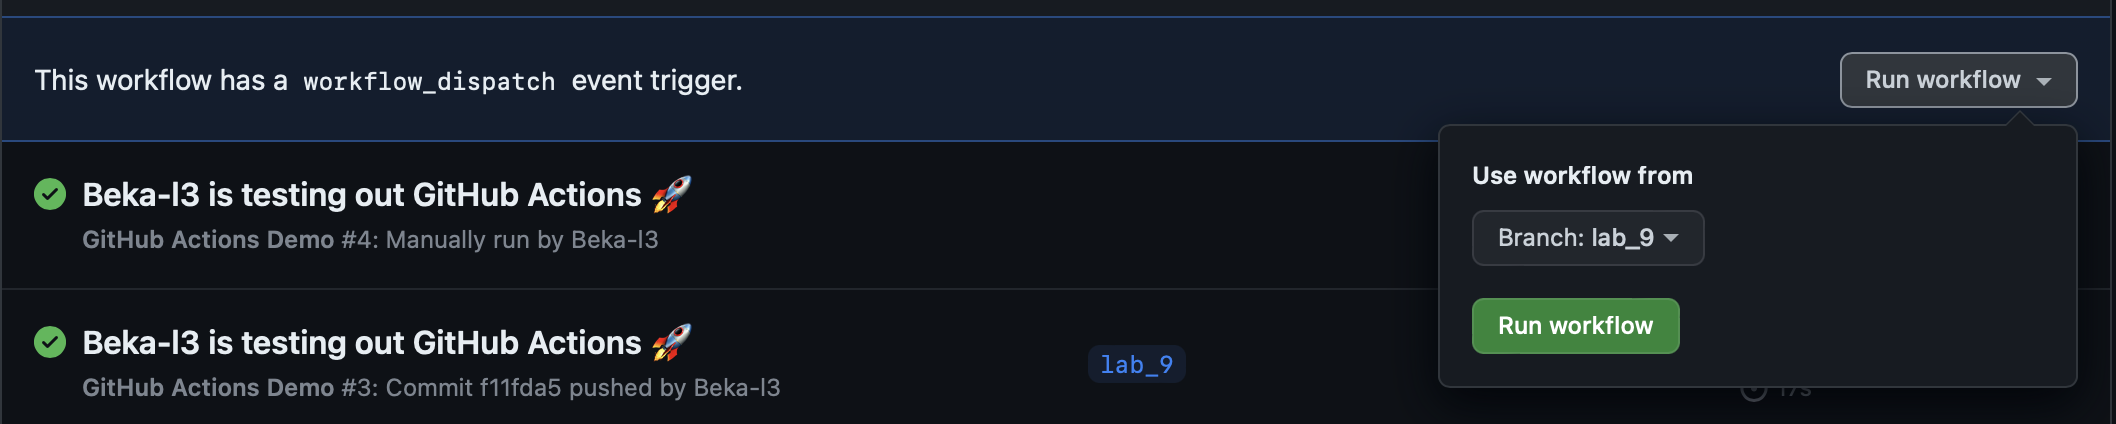 This workflow has a workflow_dispatch event trigger.
Run workflow
Use workflow from
Branch: lab_9
Run workflow
Beka-l3 is testing out GitHub Actions 🚀
GitHub Actions Demo #4: Manually run by Beka-l3
Beka-l3 is testing out GitHub Actions 🚀
GitHub Actions Demo #3: Commit f11fda5 pushed by Beka-l3
lab_9
17s